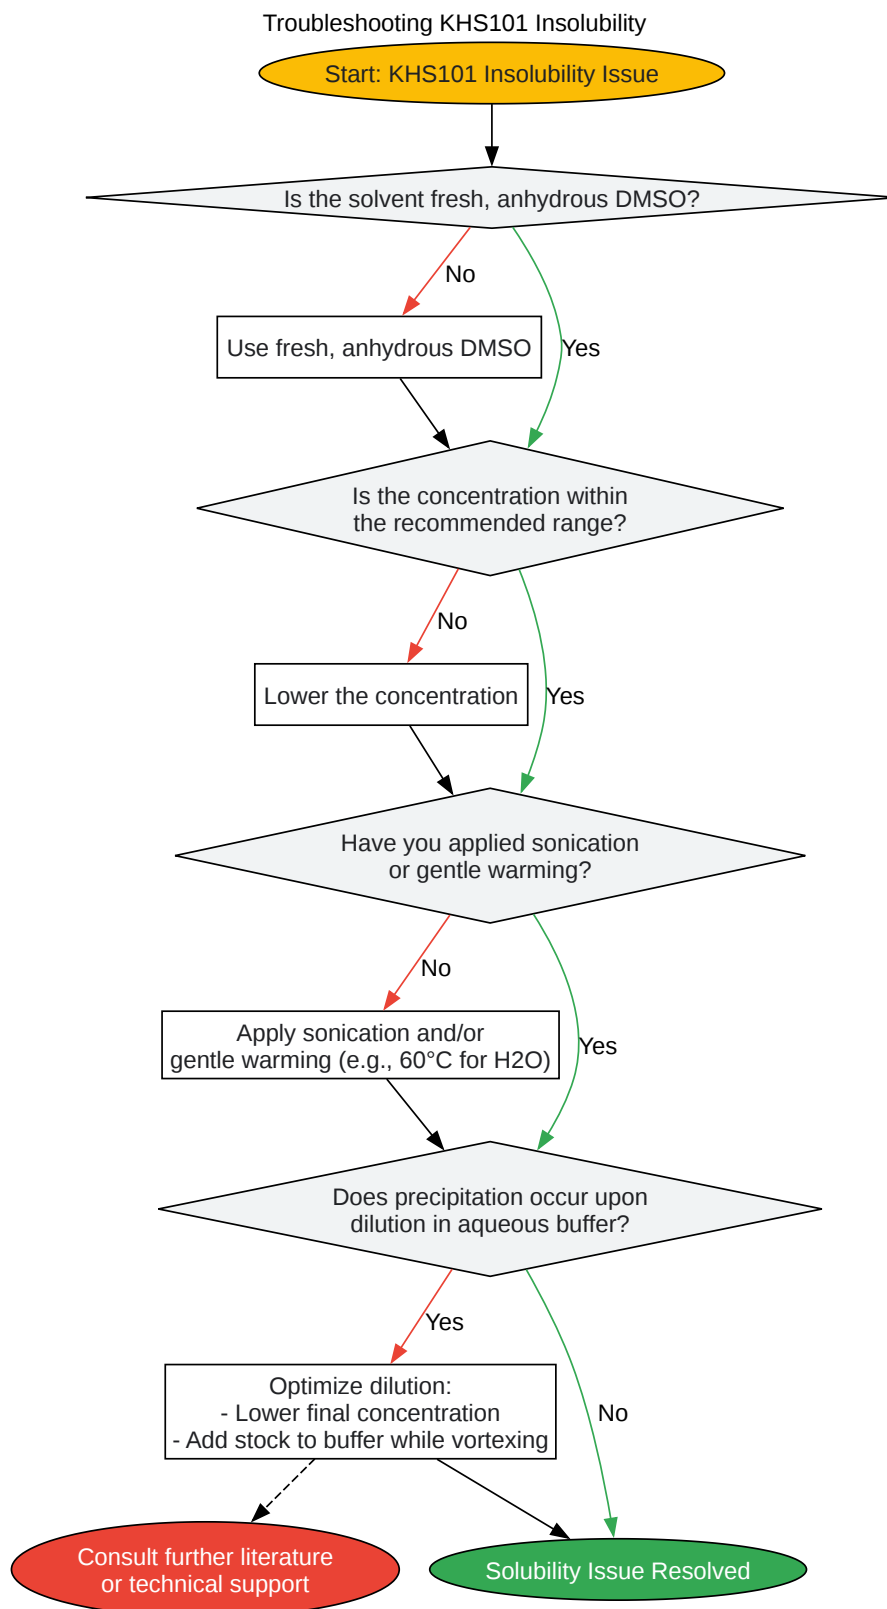 Troubleshooting KHS101 Insolubility
Start: KHS101 Insolubility Issue
Is the solvent fresh, anhydrous DMSO?
No
Use fresh, anhydrous DMSO
Yes
Is the concentration within
the recommended range?
No
Lower the concentration
Yes
Have you applied sonication
or gentle warming?
No
Apply sonication and/or
gentle warming (e.g., 60°C for H2O)
Yes
Does precipitation occur upon
dilution in aqueous buffer?
Yes
Optimize dilution:
- Lower final concentration
- Add stock to buffer while vortexing
No
Consult further literature
or technical support
Solubility Issue Resolved